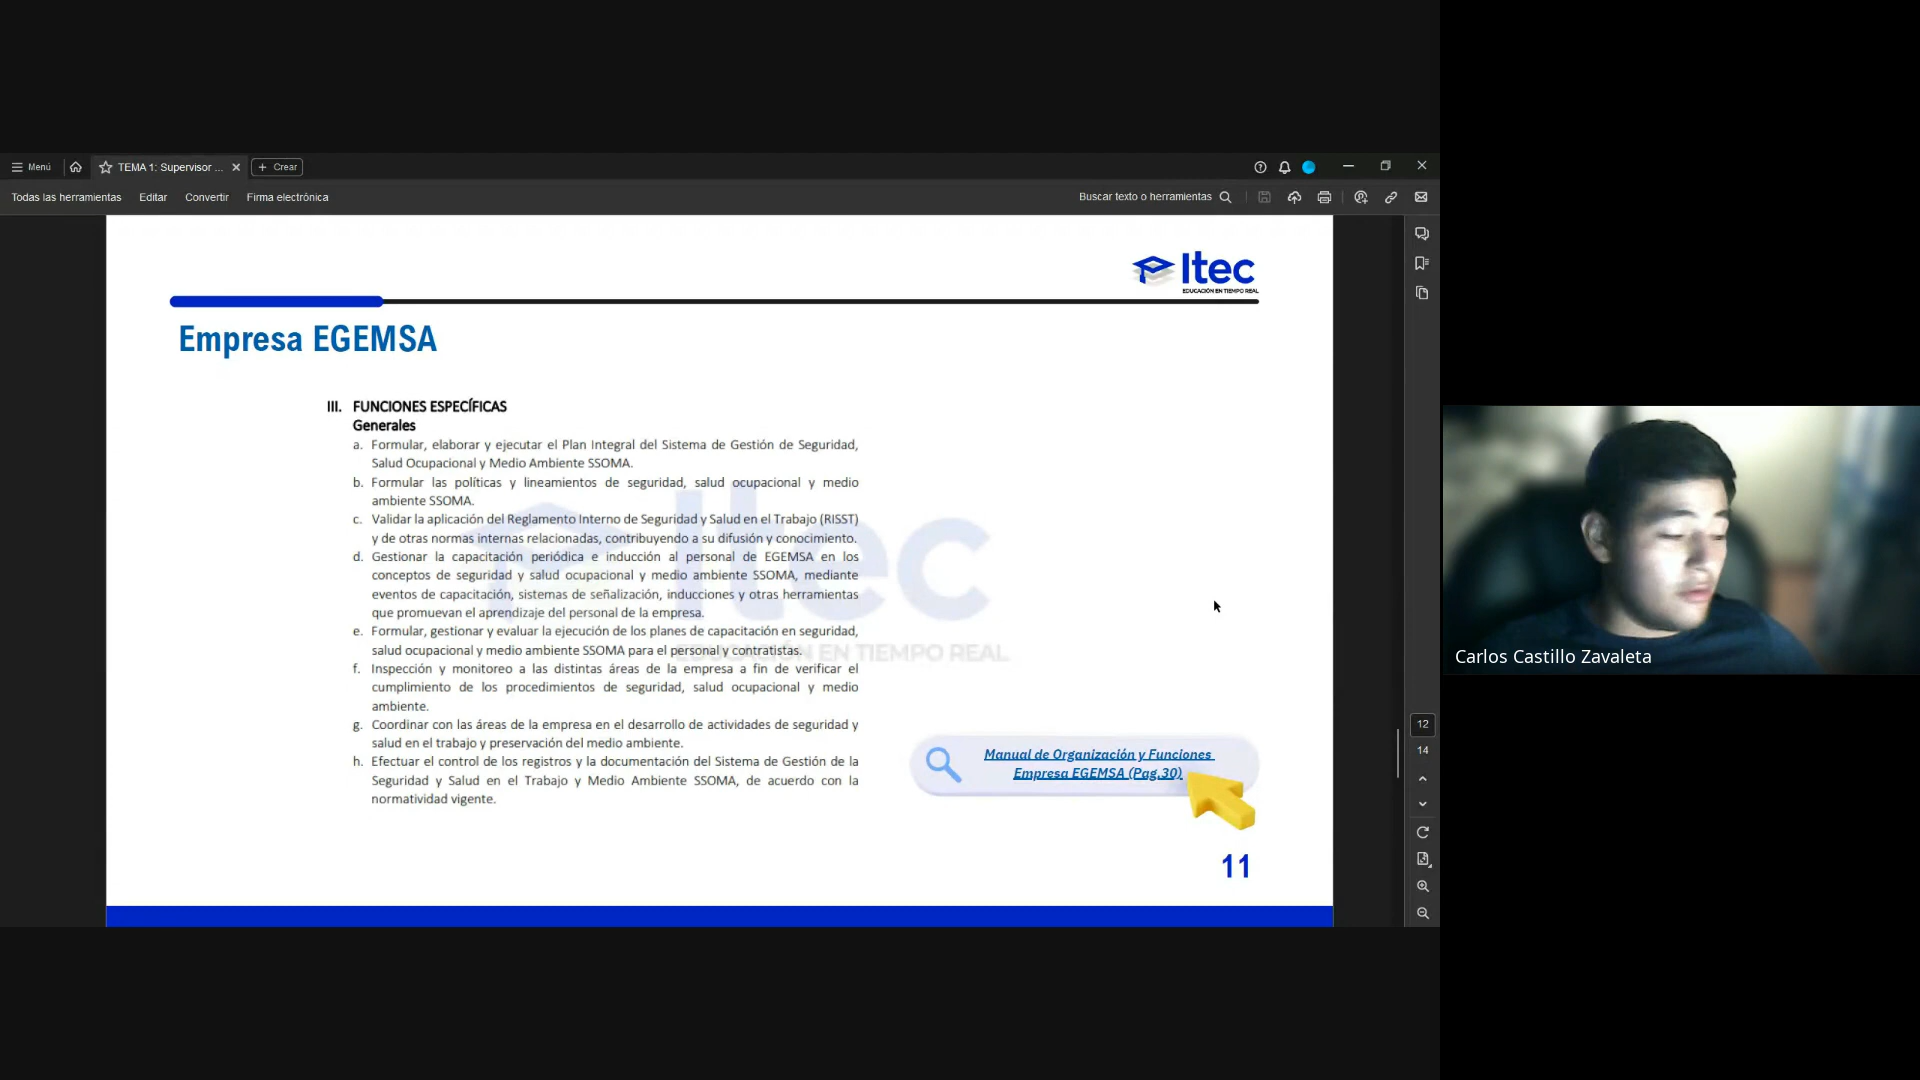 Menú
TEMA 1: Supervisor ...
Crear
Todas las herramientas
Editar
Convertir
Firma electrónica
Buscar texto o herramientas
Itec
EDUCACIÓN EN TIEMPO REAL
Empresa EGEMSA
III. FUNCIONES ESPECÍFICAS
Generales
a. Formular, elaborar y ejecutar el Plan Integral del Sistema de Gestión de Seguridad,
Salud Ocupacional y Medio Ambiente SSOMA.
b. Formular las políticas y lineamientos de seguridad, salud ocupacional y medio
ambiente SSOMA.
c. Validar la aplicación del Reglamento Interno de Seguridad y Salud en el Trabajo (RISST)
y de otras normas internas relacionadas, contribuyendo a su difusión y conocimiento.
d. Gestionar la capacitación periódica e inducción al personal de EGEMSA en los
conceptos de seguridad y salud ocupacional y medio ambiente SSOMA, mediante
eventos de capacitación, sistemas de señalización, inducciones y otras herramientas
que promuevan el aprendizaje del personal de la empresa.
e. Formular, gestionar y evaluar la ejecución de los planes de capacitación en seguridad,
salud ocupacional y medio ambiente SSOMA para el personal y contratistas.
f. Inspección y monitoreo a las distintas áreas de la empresa a fin de verificar el
cumplimiento de los procedimientos de seguridad, salud ocupacional y medio
ambiente.
g. Coordinar con las áreas de la empresa en el desarrollo de actividades de seguridad y
salud en el trabajo y preservación del medio ambiente.
h. Efectuar el control de los registros y la documentación del Sistema de Gestión de la
Seguridad y Salud en el Trabajo y Medio Ambiente SSOMA, de acuerdo con la
normatividad vigente.
Itec
EDUCACIÓN EN TIEMPO REAL
Manual de Organización y Funciones
Empresa EGEMSA (Pag.30)
11
12
14
Carlos Castillo Zavaleta